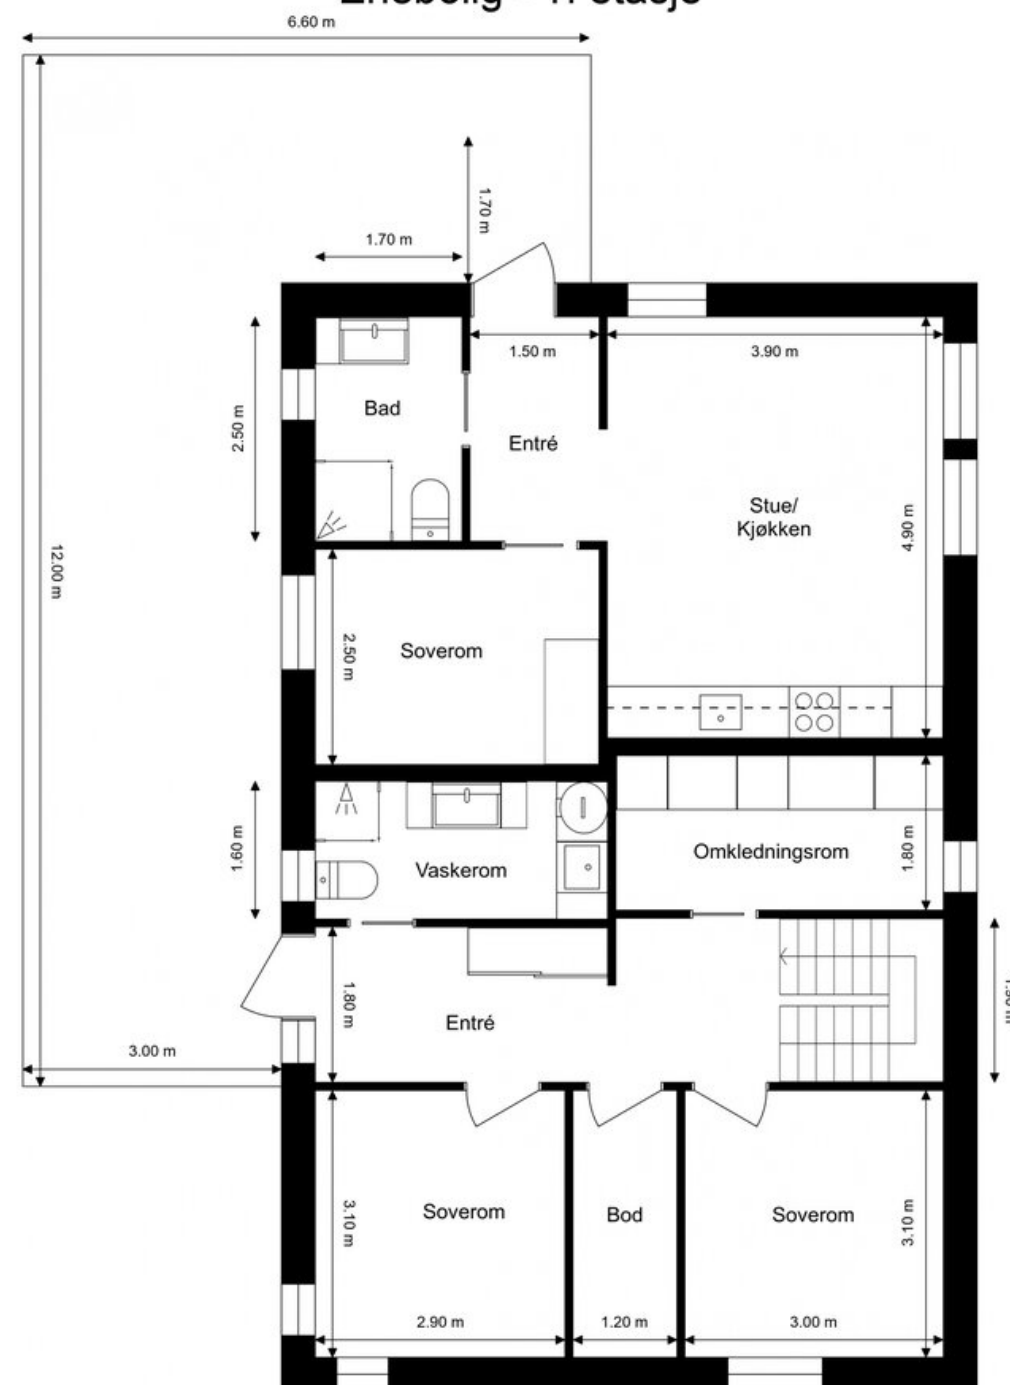 6.60 m
1.70 m
1.70 m
1.50 m
3.90 m
2.50 m
Bad
Entré
Stue/
Kjøkken
4.90 m
12.00 m
2.50 m
Soverom
1.60 m
Vaskerom
Omkledningsrom
1.80 m
1.80 m
Entré
3.00 m
3.10 m
Soverom
Bod
Soverom
3.10 m
2.90 m
1.20 m
3.00 m